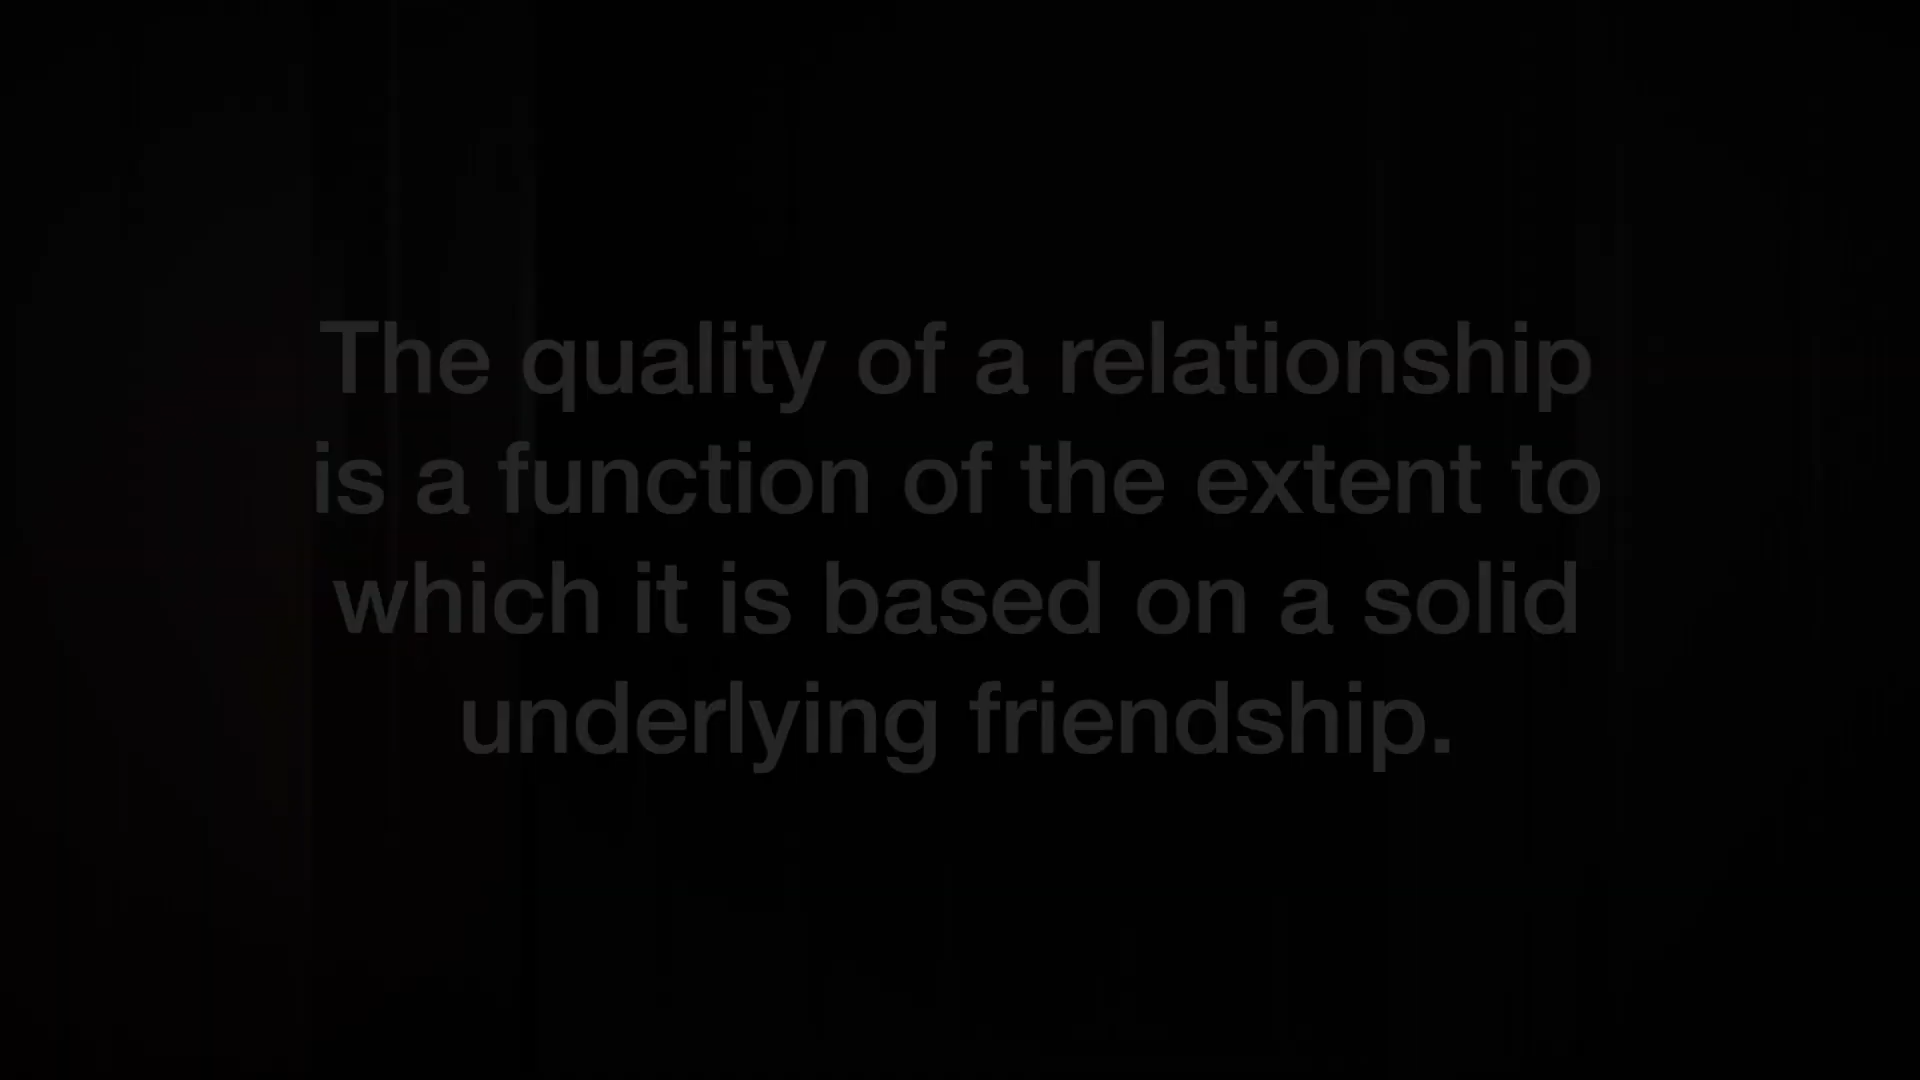 The quality of a relationship
is a function of the extent to
which it is based on a solid
underlying friendship.